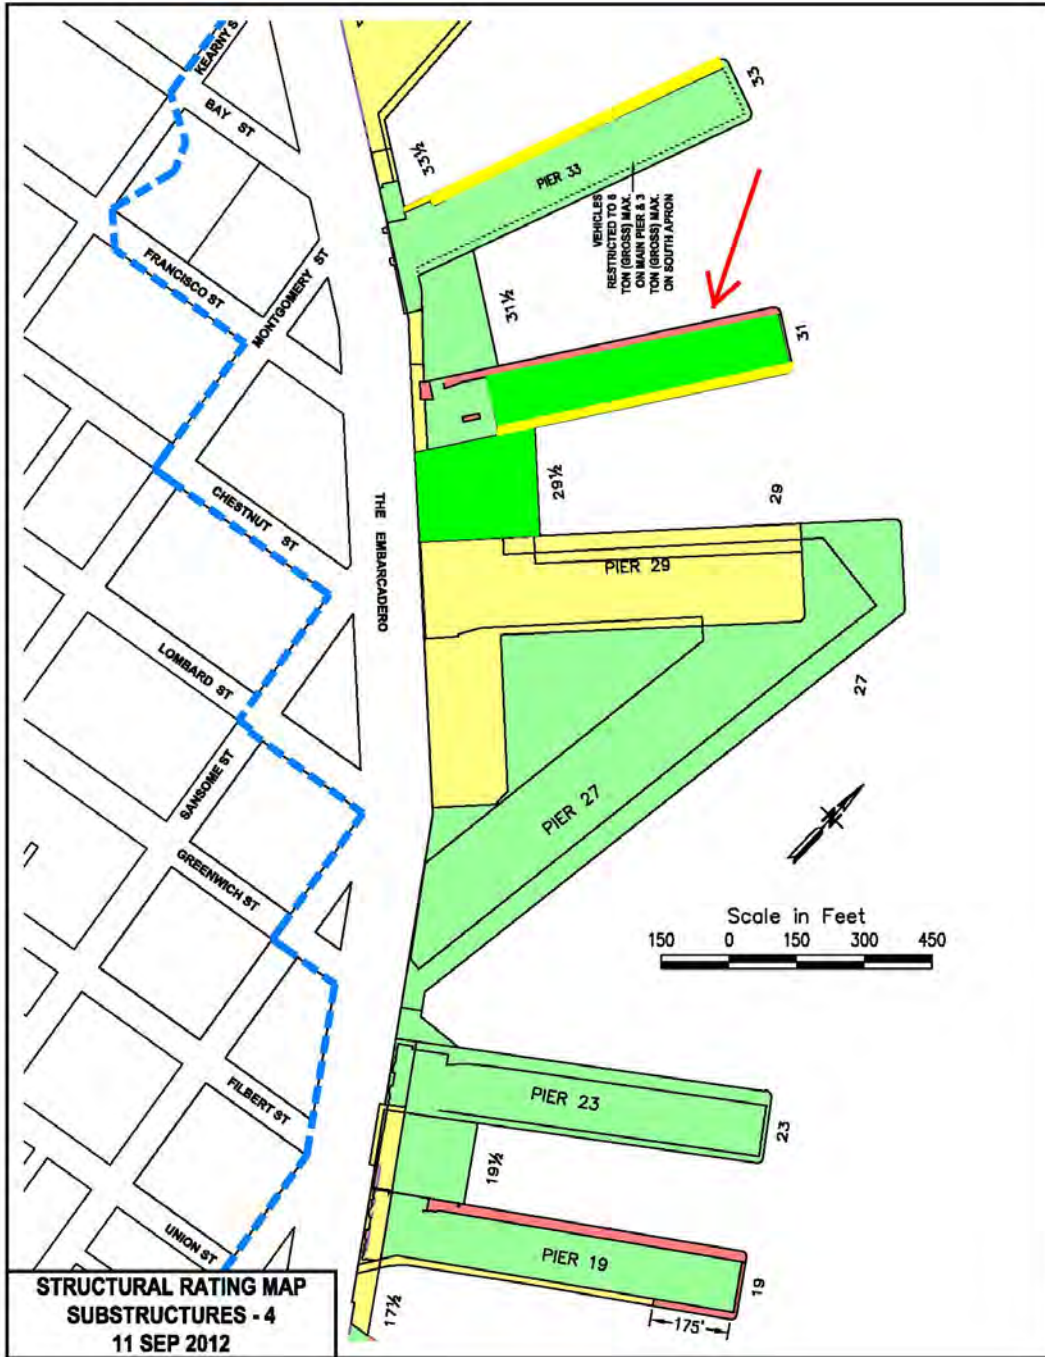 KEARNY S
BAY ST
33½
33
PIER 33
VEHICLES
RESTRICTED TO 8
TON (GROSS) MAX.
ON MAIN PIER & 3
TON (GROSS) MAX.
ON SOUTH APRON
FRANCISCO ST
MONTGOMERY ST
31½
31
CHESTNUT ST
THE EMBARCADERO
29½
29
PIER 29
LOMBARD ST
27
SANSOME ST
PIER 27
GREENWICH ST
Scale in Feet
150 0 150 300 450
FILBERT ST
PIER 23
23
19½
UNION ST
PIER 19
19
17½
175'
STRUCTURAL RATING MAP
SUBSTRUCTURES - 4
11 SEP 2012